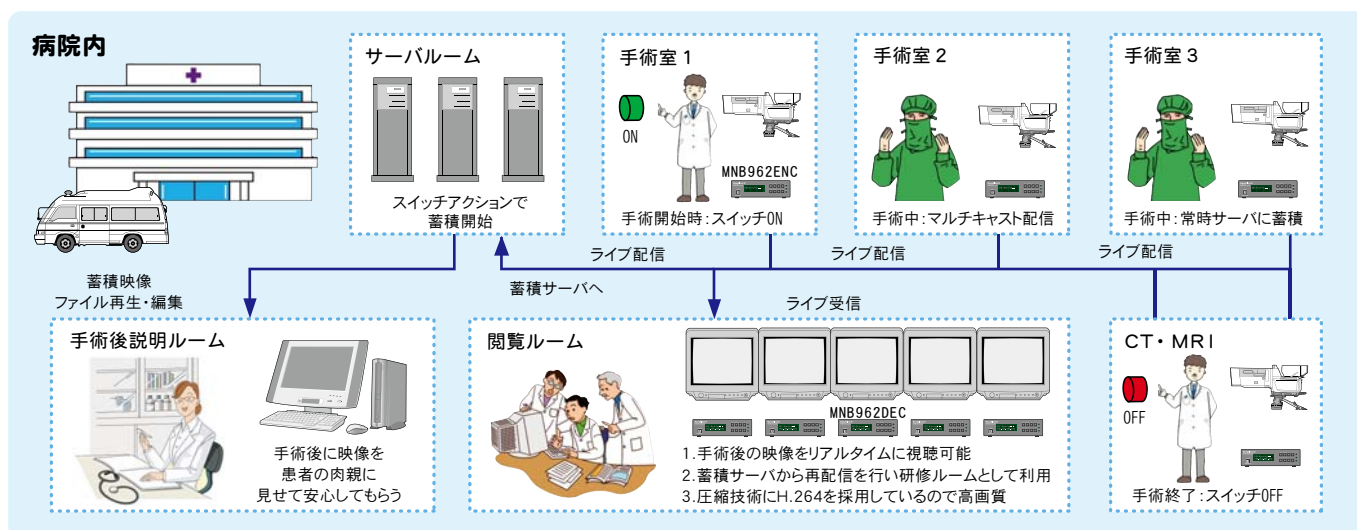 病院内
サーバルーム
スイッチアクションで
蓄積開始
手術室1
ON
MNB962ENC
手術開始時:スイッチON
手術室2
手術中:マルチキャスト配信
手術室3
手術中:常時サーバに蓄積
ライブ配信
ライブ配信
ライブ配信
蓄積映像
ファイル再生・編集
蓄積サーバへ
ライブ受信
手術後説明ルーム
手術後に映像を
患者の肉親に
見せて安心してもらう
閲覧ルーム
MNB962DEC
1.手術後の映像をリアルタイムに視聴可能
2.蓄積サーバから再配信を行い研修ルームとして利用
3.圧縮技術にH.264を採用しているので高画質
CT・MRI
OFF
手術終了:スイッチOFF